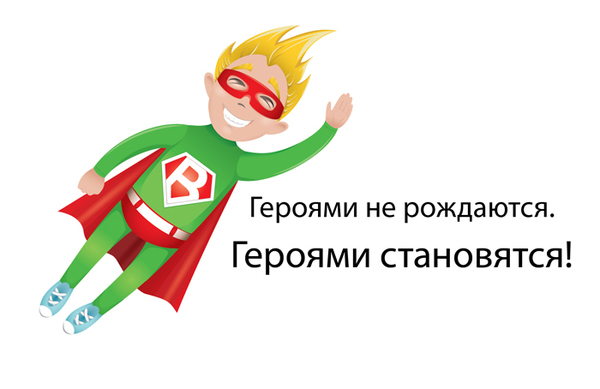 R
Героями не рождаются.
Героями становятся!